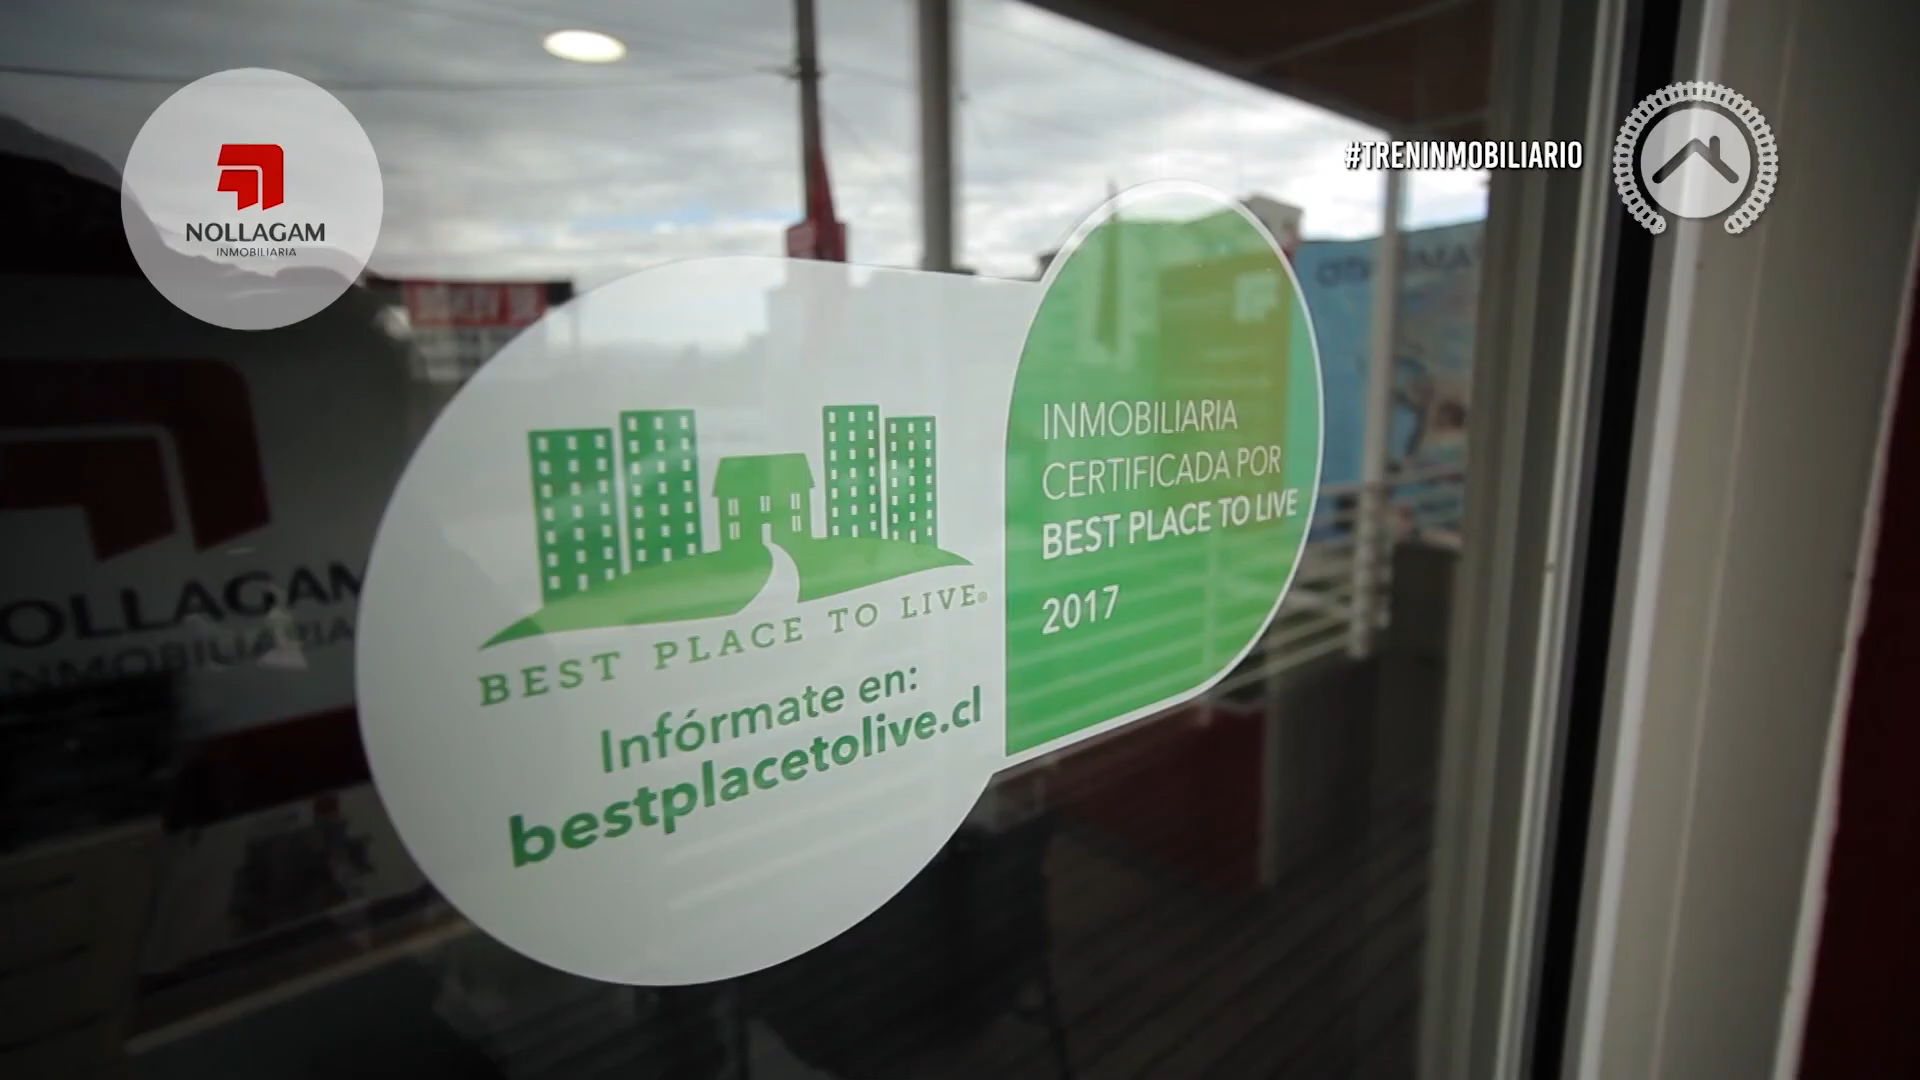 NOLLAGAM
INMOBILIARIA
#TRENINMOBILIARIO
INMOBILIARIA
CERTIFICADA POR
BEST PLACE TO LIVE
2017
BEST PLACE TO LIVE®
Infórmate en:
bestplacetolive.cl
OLLAGAM
INMOBILIARIA